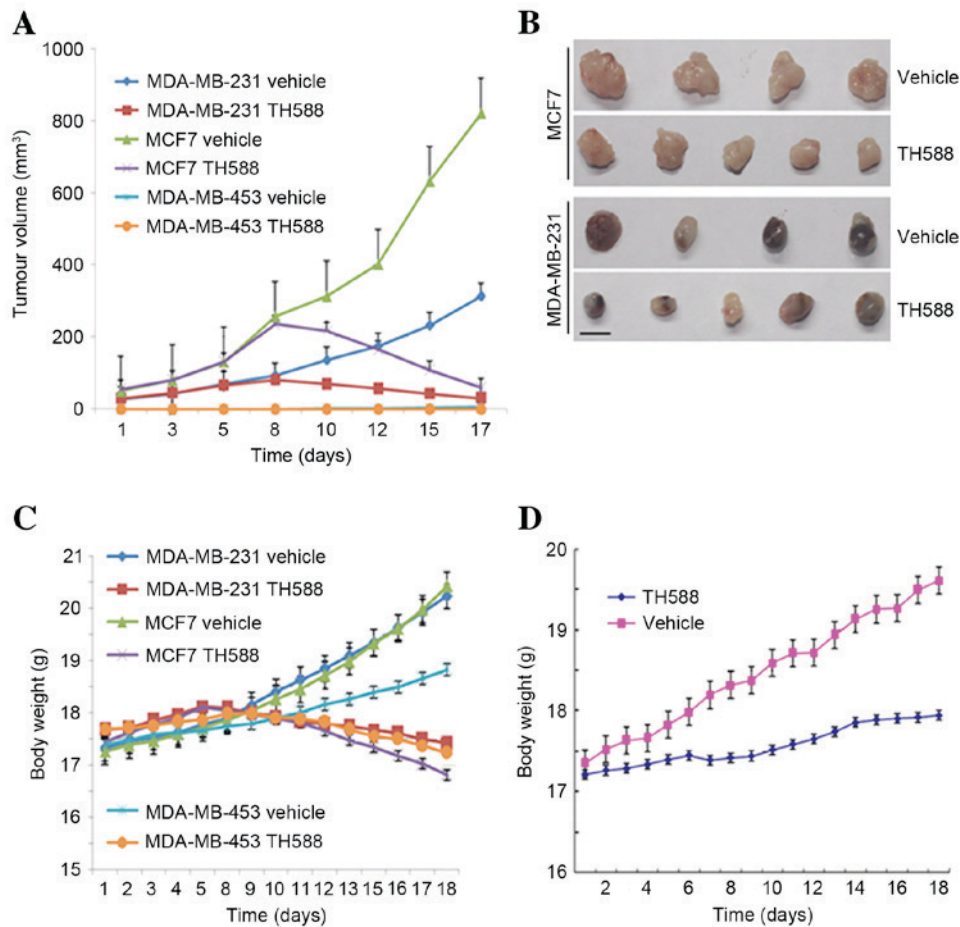 A
1000
800
600
400
200
0
Tumour volume (mm³)
MDA-MB-231 vehicle
MDA-MB-231 TH588
MCF7 vehicle
MCF7 TH588
MDA-MB-453 vehicle
MDA-MB-453 TH588
1 3 5 8 10 12 15 17
Time (days)
B
MCF7
Vehicle
TH588
MDA-MB-231
Vehicle
TH588
C
21
20
19
18
17
16
15
Body weight (g)
MDA-MB-231 vehicle
MDA-MB-231 TH588
MCF7 vehicle
MCF7 TH588
MDA-MB-453 vehicle
MDA-MB-453 TH588
1 2 3 4 5 8 9 10 11 12 13 15 16 17 18
Time (days)
D
20
19
18
17
16
Body weight (g)
TH588
Vehicle
2 4 6 8 10 12 14 16 18
Time (days)